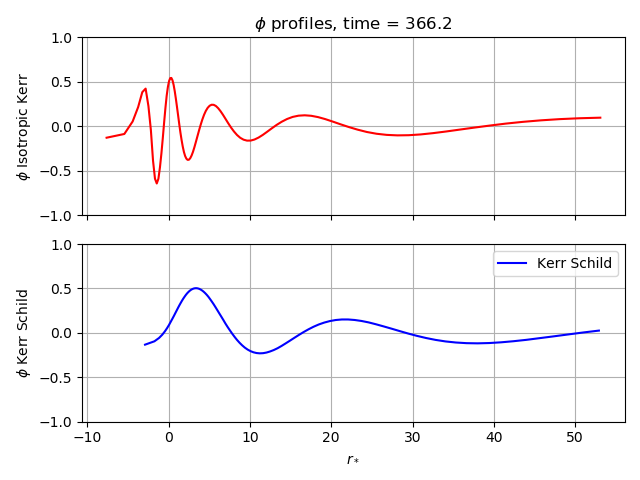 ϕ profiles, time = 366.2
1.0
0.5
0.0
−0.5
−1.0
ϕ Isotropic Kerr
1.0
0.5
0.0
−0.5
−1.0
ϕ Kerr Schild
Kerr Schild
−10 0 10 20 30 40 50
r*